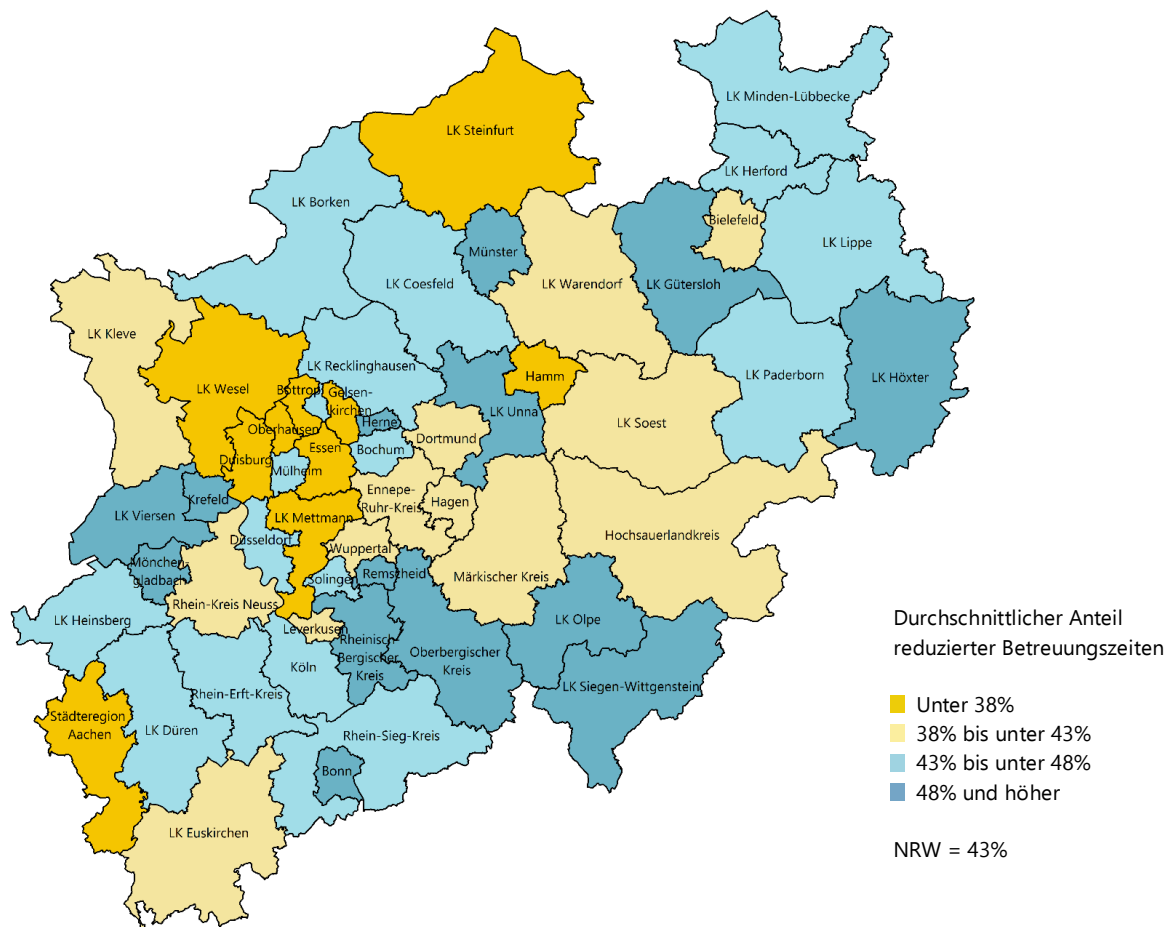 LK Minden-Lübbecke
LK Steinfurt
LK Herford
LK Borken
Bielefeld
LK Lippe
Münster
LK Coesfeld
LK Warendorf
LK Gütersloh
LK Kleve
LK Recklinghausen
LK Paderborn
LK Höxter
LK Wesel
Bottrop
Gelsen-
kirchen
Hamm
LK Unna
LK Soest
Herne
Oberhausen
Dortmund
Essen
Bochum
Duisburg
Mülheim
Ennepe-
Ruhr-Kreis
Hagen
Krefeld
LK Viersen
LK Mettmann
Düsseldorf
Wuppertal
Hochsauerlandkreis
Mönchen-
gladbach
Solingen
Remscheid
Märkischer Kreis
Rhein-Kreis Neuss
LK Heinsberg
Leverkusen
LK Olpe
Rheinisch-
Bergischer
Kreis
Oberbergischer
Kreis
Köln
Rhein-Erft-Kreis
LK Siegen-Wittgenstein
Städteregion
Aachen
LK Düren
Rhein-Sieg-Kreis
Bonn
LK Euskirchen
Durchschnittlicher Anteil
reduzierter Betreuungszeiten
Unter 38%
38% bis unter 43%
43% bis unter 48%
48% und höher
NRW = 43%